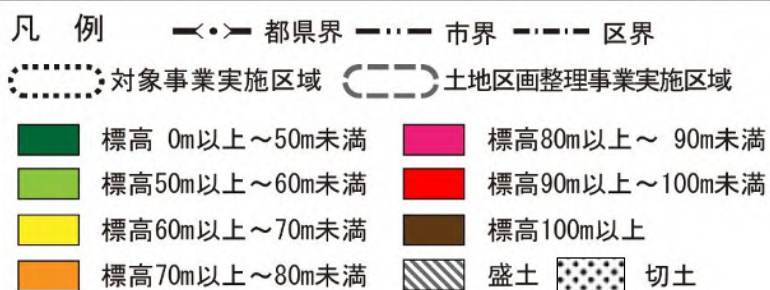 凡 例 都県界 市界 区界
対象事業実施区域 土地区画整理事業実施区域
標高 0m以上～50m未満 標高80m以上～ 90m未満
標高50m以上～60m未満 標高90m以上～100m未満
標高60m以上～70m未満 標高100m以上
標高70m以上～80m未満 盛土 切土